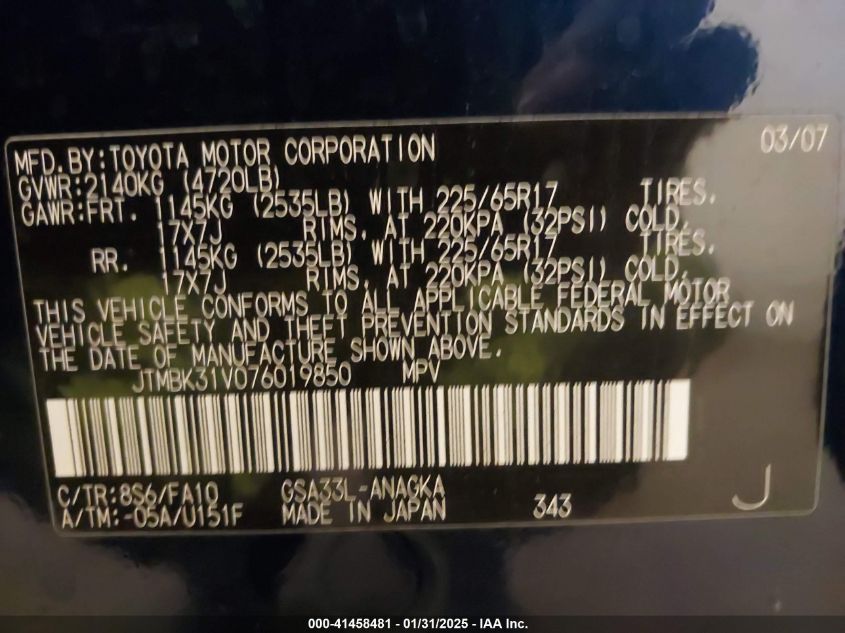 MFD.BY:TOYOTA MOTOR CORPORATION 03/07
GVWR:2140KG (4720LB)
GAWR:FRT. 1145KG (2535LB) WITH 225/65R17 TIRES,
17X7J RIMS, AT 220KPA (32PSI) COLD,
RR. 1145KG (2535LB) WITH 225/65R17 TIRES,
17X7J RIMS, AT 220KPA (32PSI) COLD,
THIS VEHICLE CONFORMS TO ALL APPLICABLE FEDERAL MOTOR
VEHICLE SAFETY AND THEFT PREVENTION STANDARDS IN EFFECT ON
THE DATE OF MANUFACTURE SHOWN ABOVE.
JTMBK31V076019850 MPV
C/TR:8S6/FA10 GSA33L-ANAGKA
A/TM:-05A/U151F MADE IN JAPAN 343 J
000-41458481 - 01/31/2025 - IAA Inc.